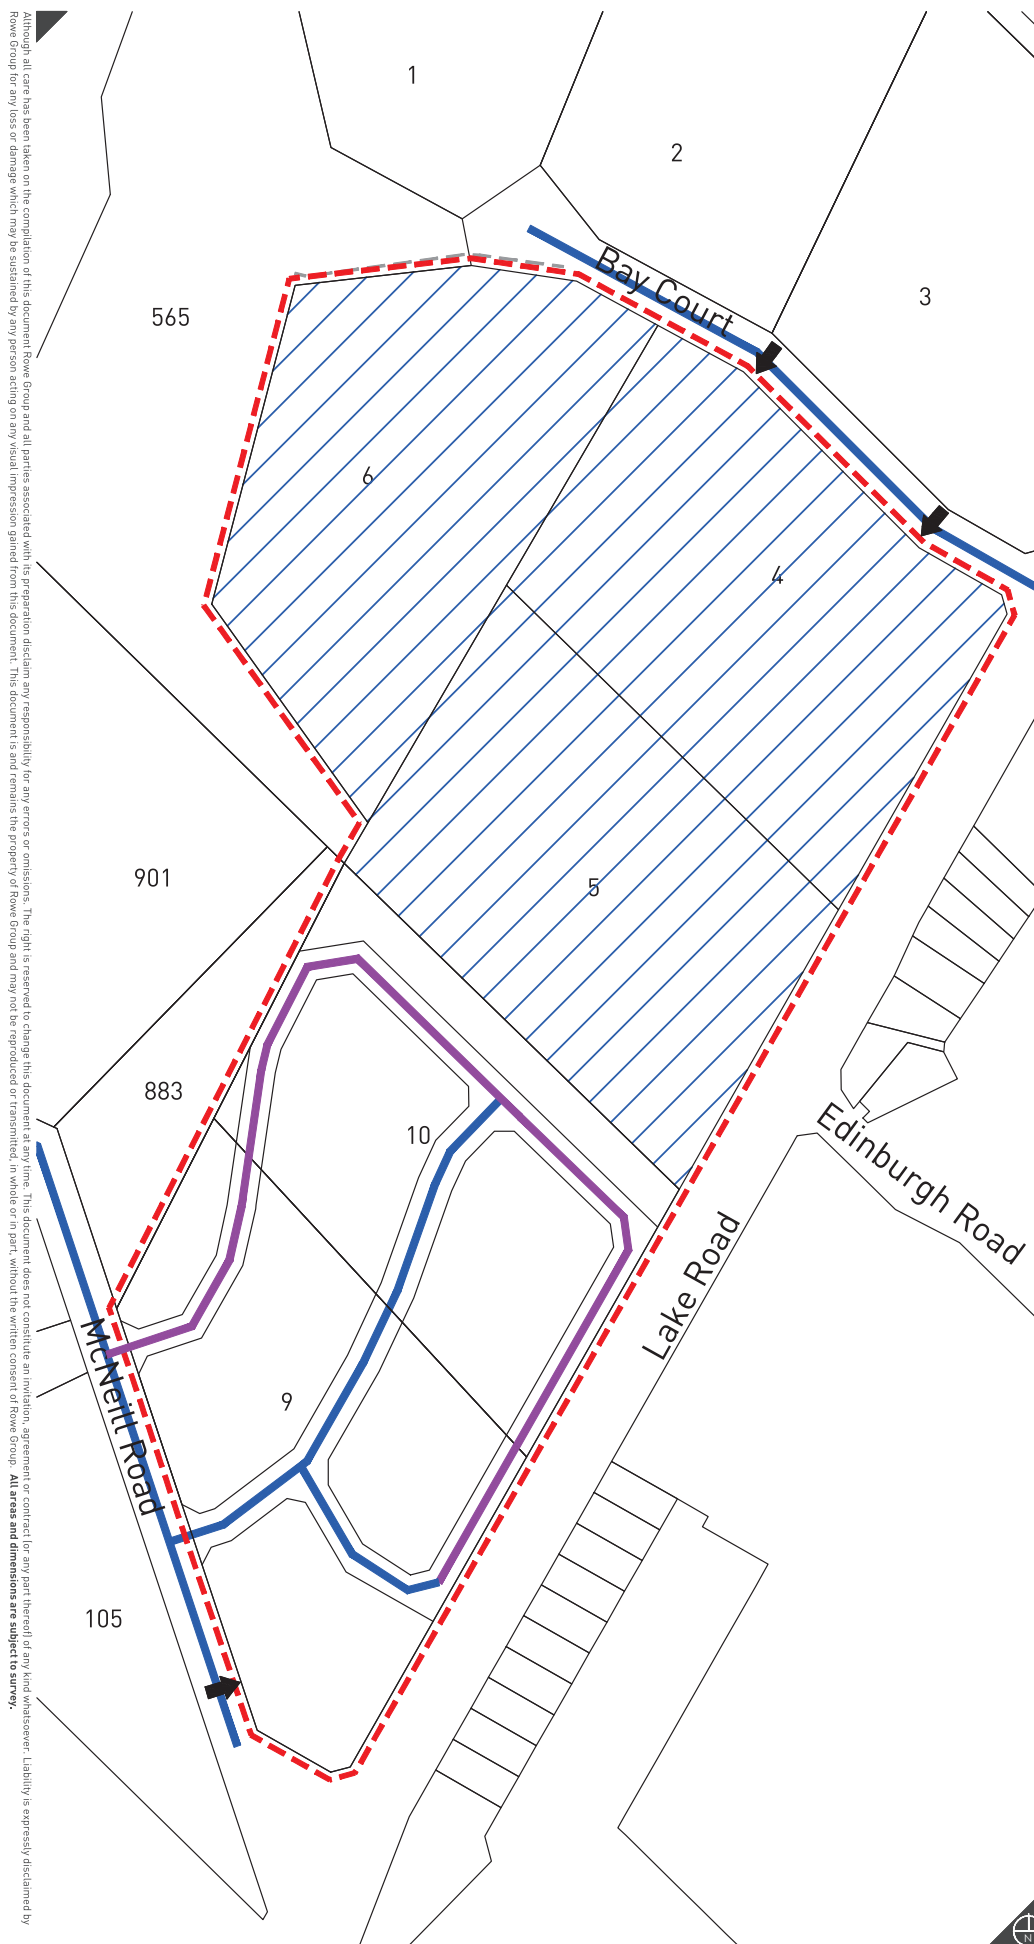 Although all care has been taken on the compilation of this document Rowe Group and all parties associated with its preparation disclaim any responsibility for any errors or omissions. The right is reserved to change this document at any time. This document does not constitute an invitation, agreement or contract (or any part thereof) of any kind whatsoever. Liability is expressly disclaimed by
Rowe Group for any loss or damage which may be sustained by any person acting on any visual impression gained from this document. This document is and remains the property of Rowe Group and may not be reproduced or transmitted, in whole or in part, without the written consent of Rowe Group. All areas and dimensions are subject to survey.
1
2
3
Bay Court
565
6
4
901
5
883
10
Edinburgh Road
Lake Road
McNeill Road
9
105
N